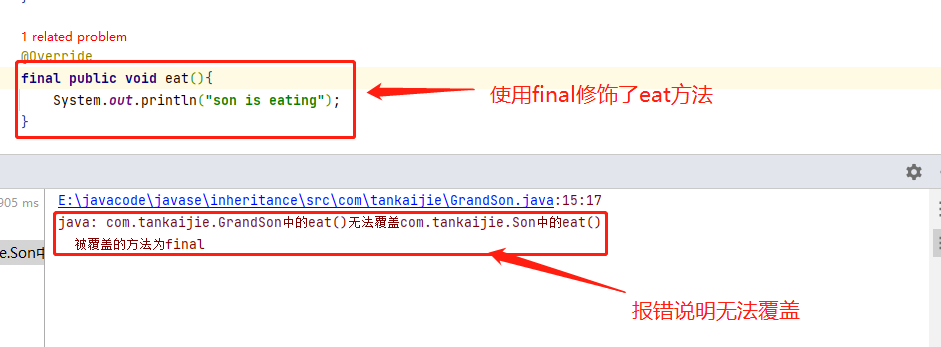 1 related problem
@Override
final public void eat(){
System.out.println("son is eating");
}
使用final修饰了eat方法
905 ms
E:\javacode\javase\inheritance\src\com\tankaijie\GrandSon.java:15:17
java: com.tankaijie.GrandSon中的eat()无法覆盖com.tankaijie.Son中的eat()
e.Son中
被覆盖的方法为final
报错说明无法覆盖